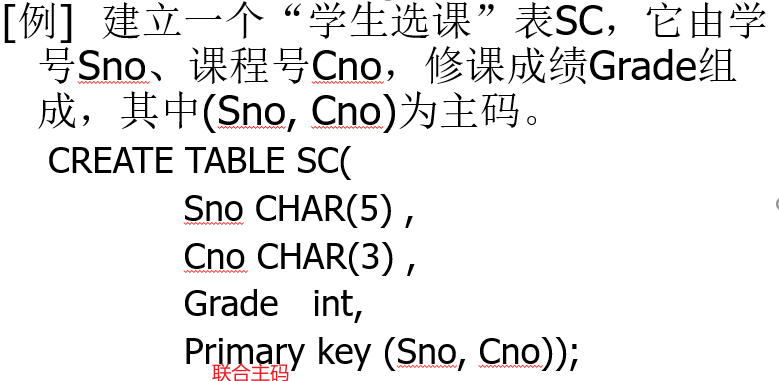 [例] 建立一个“学生选课”表SC，它由学
号Sno、课程号Cno，修课成绩Grade组
成，其中(Sno, Cno)为主码。
CREATE TABLE SC(
Sno CHAR(5) ,
Cno CHAR(3) ,
Grade int,
Primary key (Sno, Cno));
联合主码